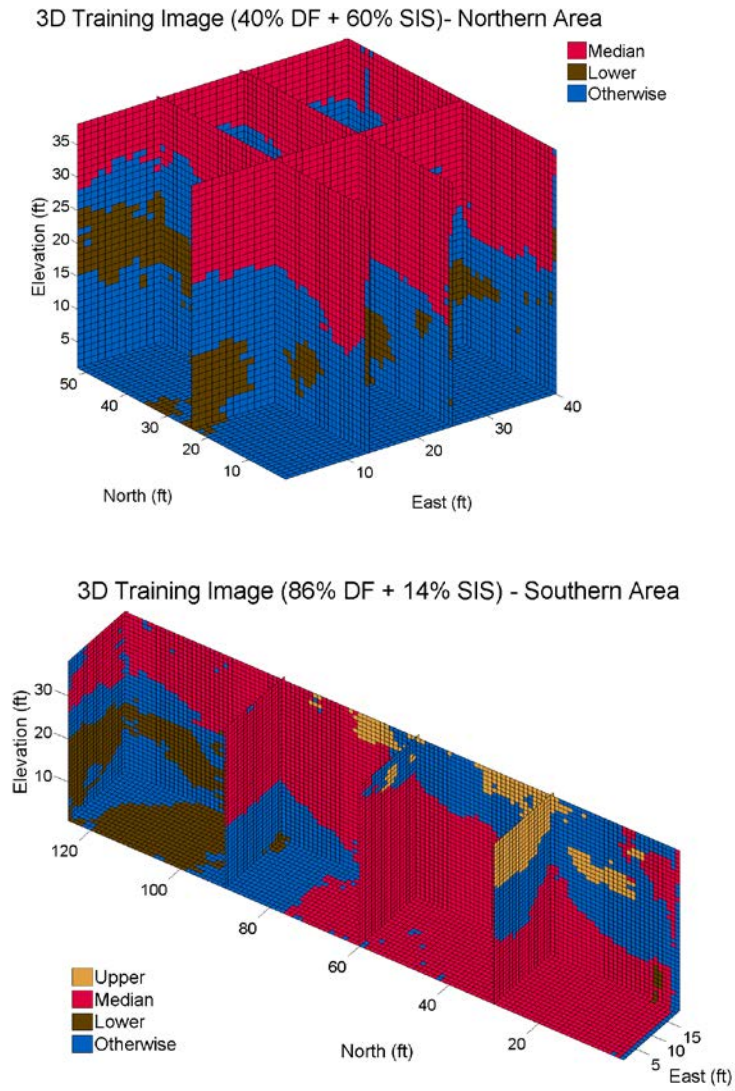 3D Training Image (40% DF + 60% SIS)- Northern Area
Median
Lower
Otherwise
35
30
25
20
15
10
5
Elevation (ft)
50
40
30
20
10
North (ft)
10
20
30
40
East (ft)
3D Training Image (86% DF + 14% SIS) - Southern Area
30
20
10
Elevation (ft)
120
100
80
60
40
20
North (ft)
5
10
15
East (ft)
Upper
Median
Lower
Otherwise